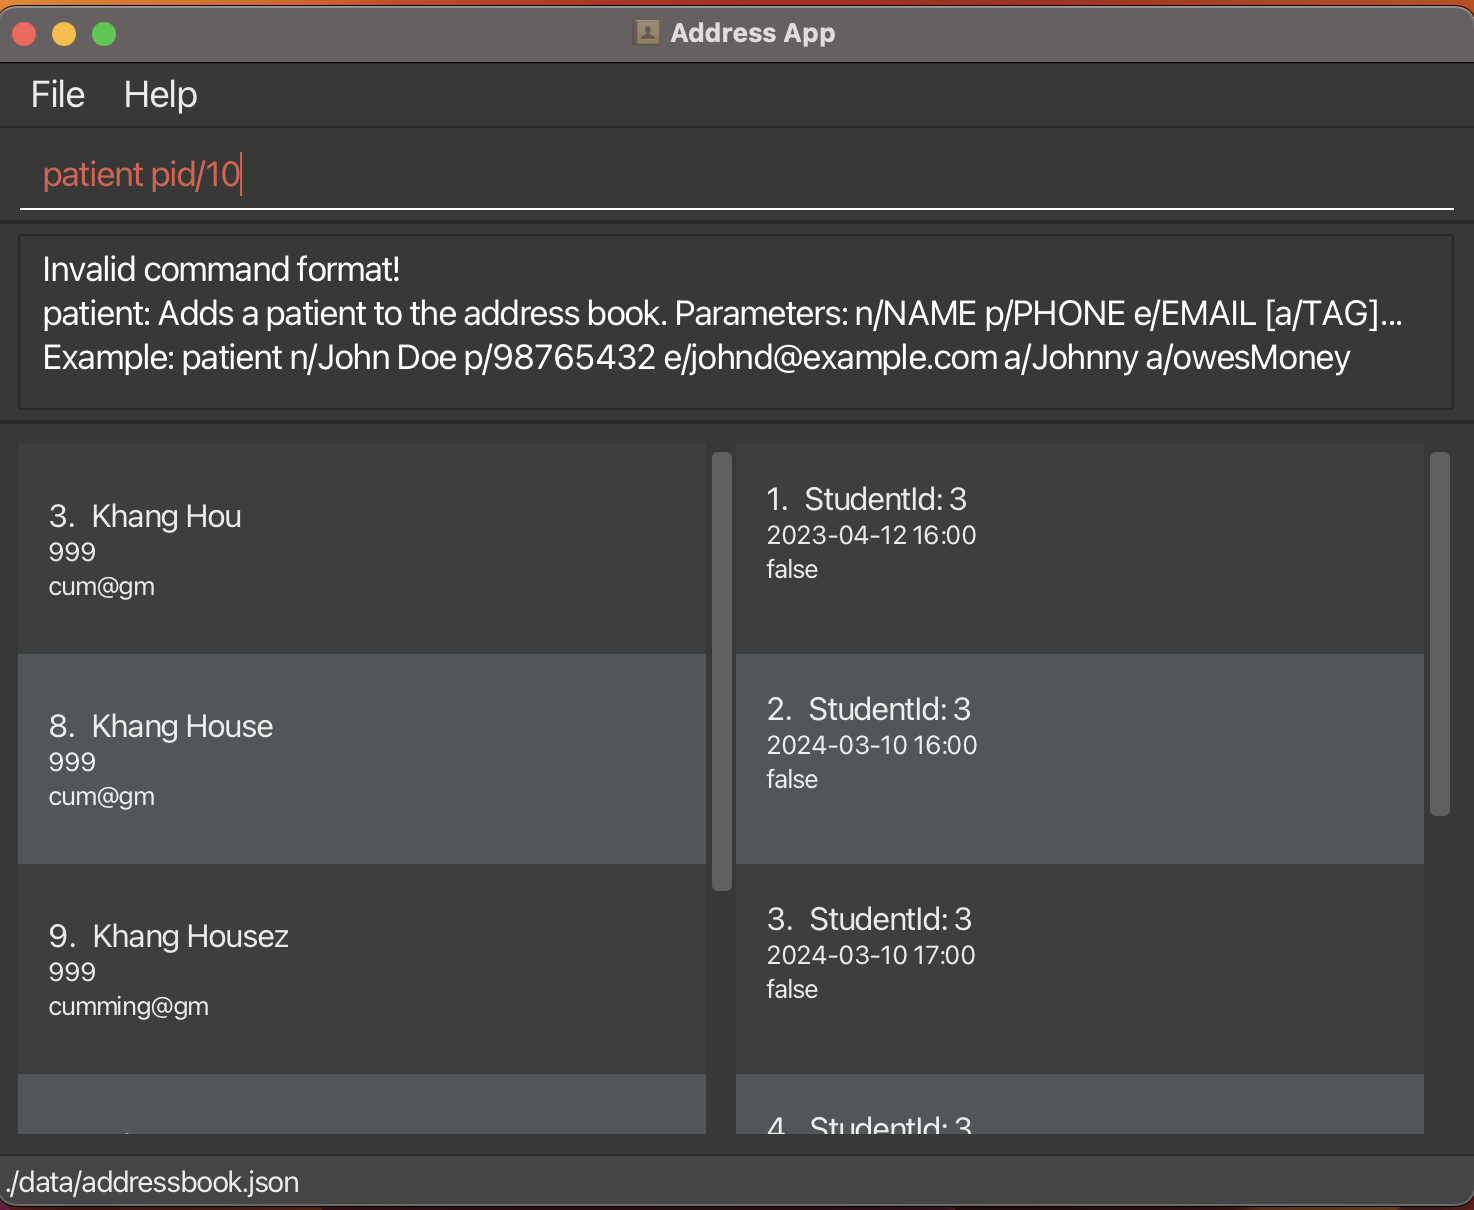 Address App
File Help
patient pid/10
Invalid command format!
patient: Adds a patient to the address book. Parameters: n/NAME p/PHONE e/EMAIL [a/TAG]...
Example: patient n/John Doe p/98765432 e/johnd@example.com a/Johnny a/owesMoney
3. Khang Hou
999
cum@gm
8. Khang House
999
cum@gm
9. Khang Housez
999
cumming@gm
1. StudentId: 3
2023-04-12 16:00
false
2. StudentId: 3
2024-03-10 16:00
false
3. StudentId: 3
2024-03-10 17:00
false
4. StudentId: 3
./data/addressbook.json